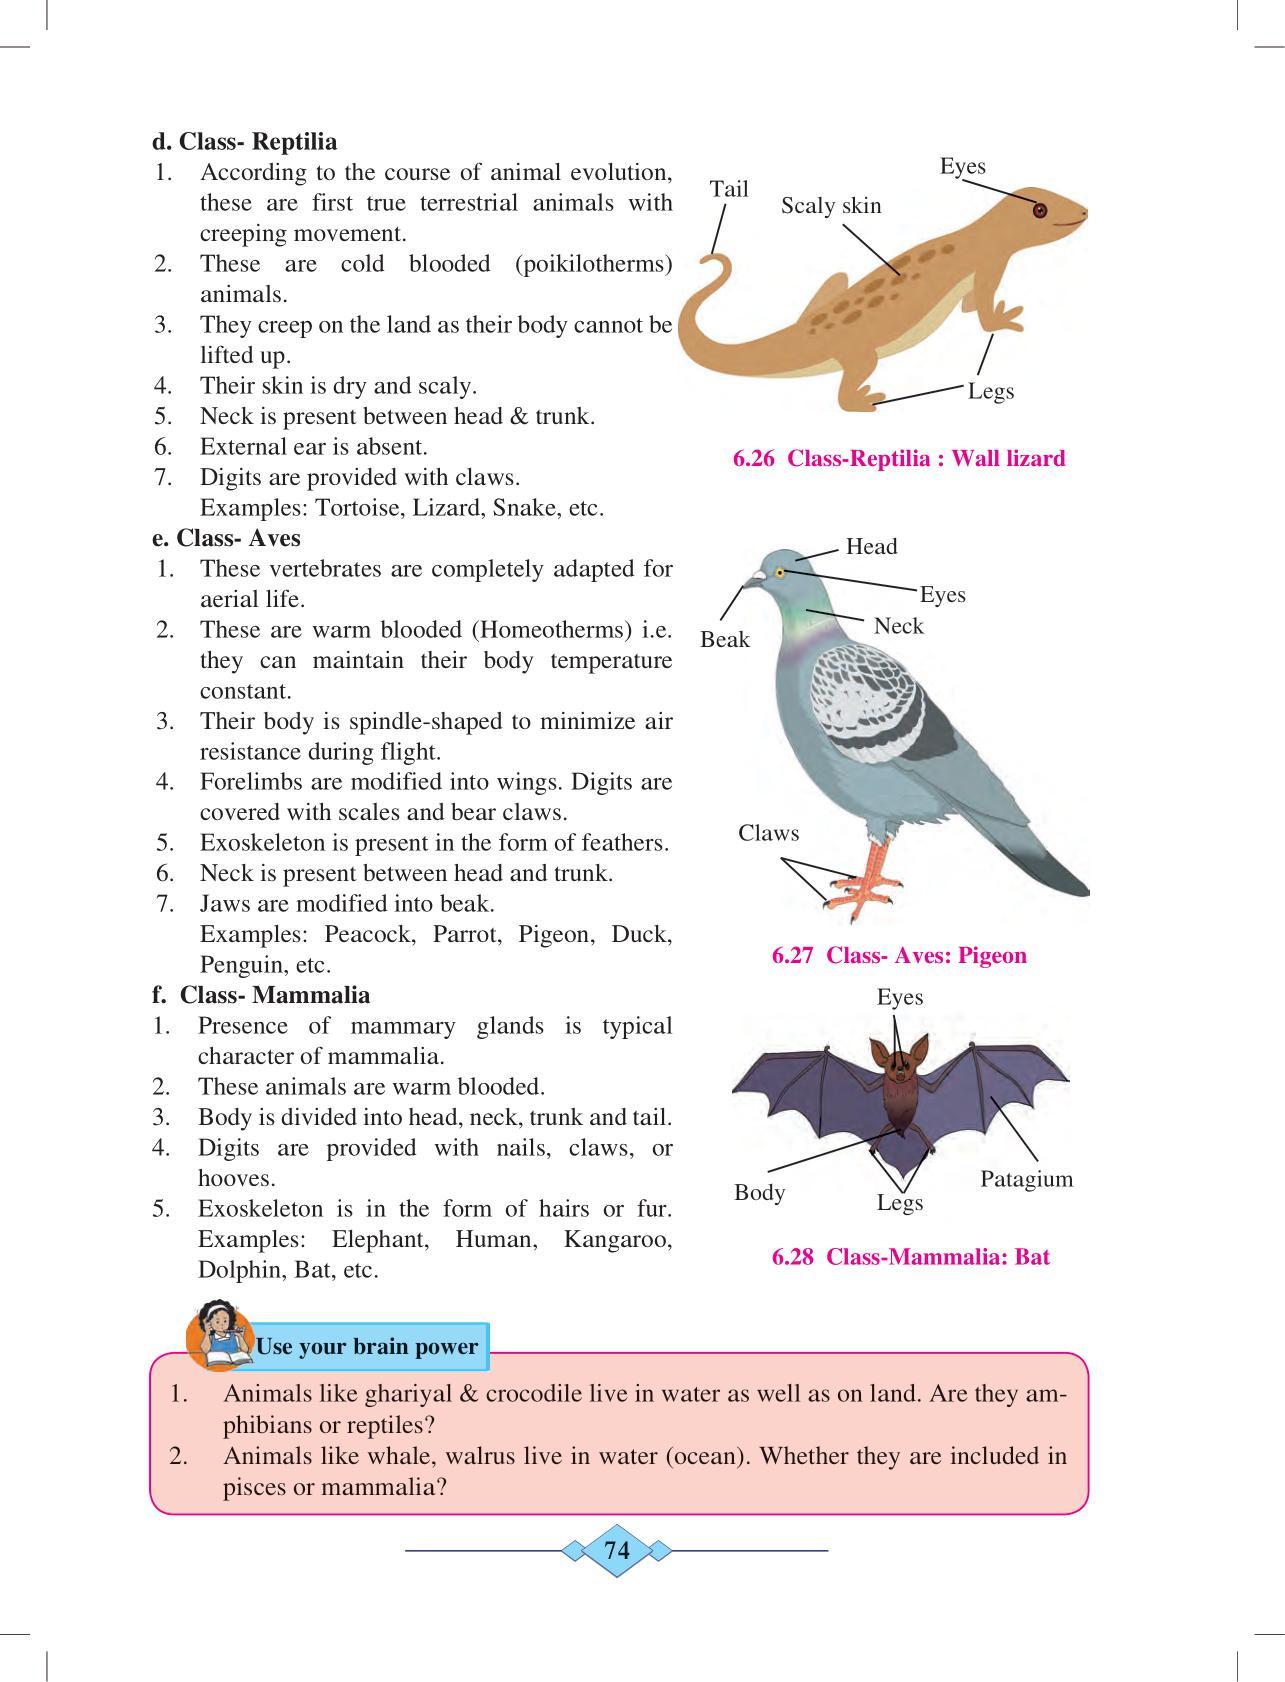 d. Class- Reptilia
1. According to the course of animal evolution,
these are first true terrestrial animals with
creeping movement.
2. These are cold blooded (poikilotherms)
animals.
3. They creep on the land as their body cannot be
lifted up.
4. Their skin is dry and scaly.
5. Neck is present between head & trunk.
6. External ear is absent.
7. Digits are provided with claws.
Examples: Tortoise, Lizard, Snake, etc.
Tail
Scaly skin
Eyes
Legs
6.26 Class-Reptilia : Wall lizard
e. Class- Aves
1. These vertebrates are completely adapted for
aerial life.
2. These are warm blooded (Homeotherms) i.e.
they can maintain their body temperature
constant.
3. Their body is spindle-shaped to minimize air
resistance during flight.
4. Forelimbs are modified into wings. Digits are
covered with scales and bear claws.
5. Exoskeleton is present in the form of feathers.
6. Neck is present between head and trunk.
7. Jaws are modified into beak.
Examples: Peacock, Parrot, Pigeon, Duck,
Penguin, etc.
Head
Eyes
Neck
Beak
Claws
6.27 Class- Aves: Pigeon
f. Class- Mammalia
1. Presence of mammary glands is typical
character of mammalia.
2. These animals are warm blooded.
3. Body is divided into head, neck, trunk and tail.
4. Digits are provided with nails, claws, or
hooves.
5. Exoskeleton is in the form of hairs or fur.
Examples: Elephant, Human, Kangaroo,
Dolphin, Bat, etc.
Eyes
Body
Legs
Patagium
6.28 Class-Mammalia: Bat
Use your brain power
1. Animals like ghariyal & crocodile live in water as well as on land. Are they am-
phibians or reptiles?
2. Animals like whale, walrus live in water (ocean). Whether they are included in
pisces or mammalia?
74